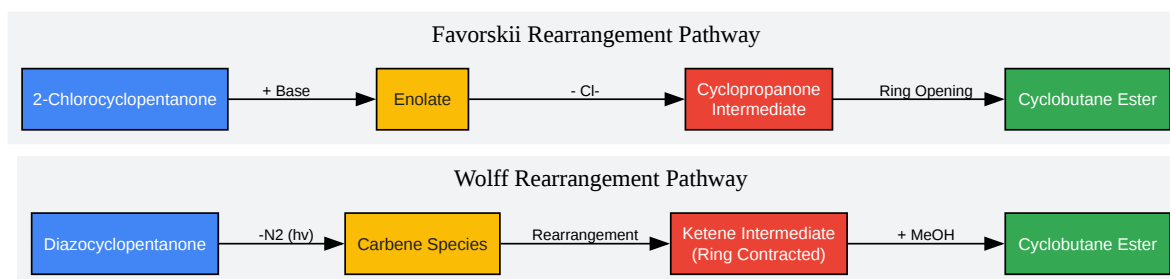 Favorskii Rearrangement Pathway
2-Chlorocyclopentanone
+ Base
Enolate
- Cl-
Cyclopropanone
Intermediate
Ring Opening
Cyclobutane Ester
Wolff Rearrangement Pathway
Diazocyclopentanone
-N2 (hv)
Carbene Species
Rearrangement
Ketene Intermediate
(Ring Contracted)
+ MeOH
Cyclobutane Ester